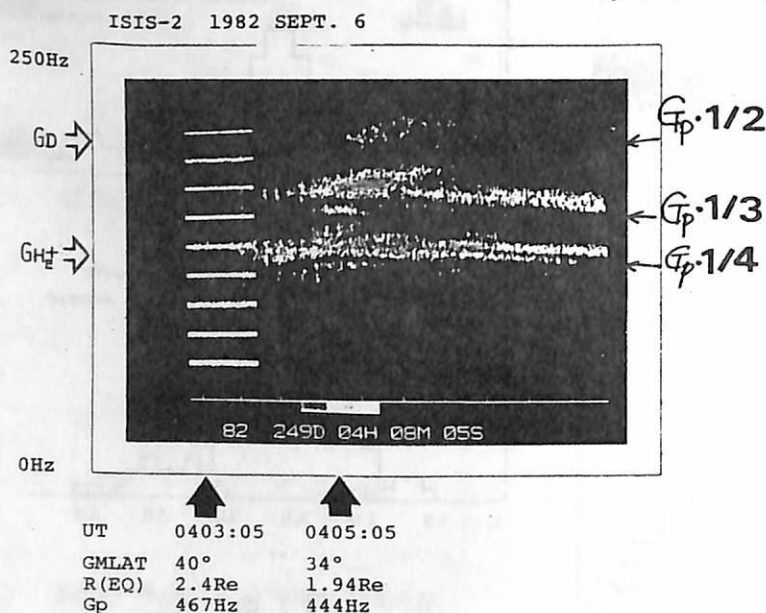 ISIS-2 1982 SEPT. 6
250Hz
GD
Gp·1/2
Gp·1/3
GH2+
Gp·1/4
82 249D 04H 08M 05S
0Hz
UT 0403:05 0405:05
GMLAT 40° 34°
R(EQ) 2.4Re 1.94Re
Gp 467Hz 444Hz